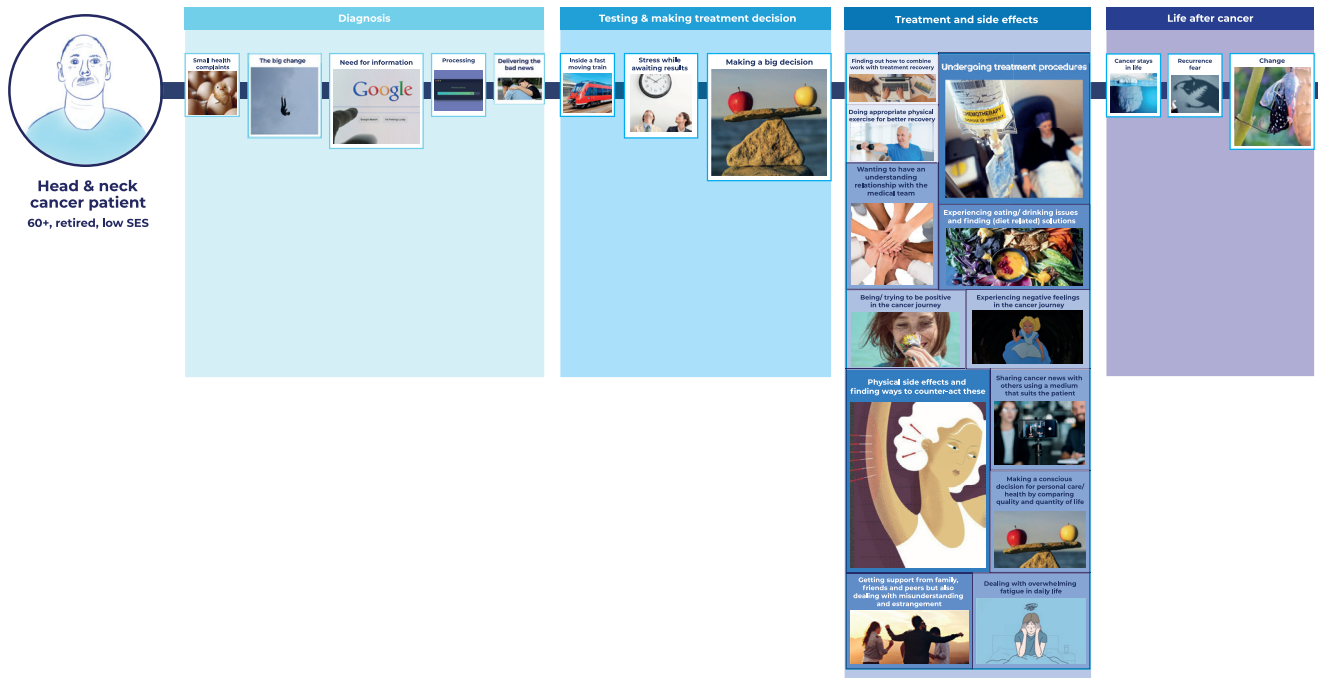 Head & neck
cancer patient
60+, retired, low SES
Diagnosis
Small health
complaints
The big change
Need for information
Google
Processing
Delivering the
bad news
Testing & making treatment decision
Inside a fast
moving train
Stress while
awaiting results
Making a big decision
Treatment and side effects
Finding out how to combine
work with treatment recovery
Undergoing treatment procedures
CHEMOTHERAPY
Doing appropriate physical
exercise for better recovery
Wanting to have an
understanding
relationship with the
medical team
Experiencing eating/ drinking issues
and finding (diet related) solutions
Being/ trying to be positive
in the cancer journey
Experiencing negative feelings
in the cancer journey
Physical side effects and
finding ways to counter-act these
Sharing cancer news with
others using a medium
that suits the patient
Making a conscious
decision for personal care/
health by comparing
quality and quantity of life
Getting support from family,
friends and peers but also
dealing with misunderstanding
and estrangement
Dealing with overwhelming
fatigue in daily life
Life after cancer
Cancer stays
in life
Recurrence
fear
Change